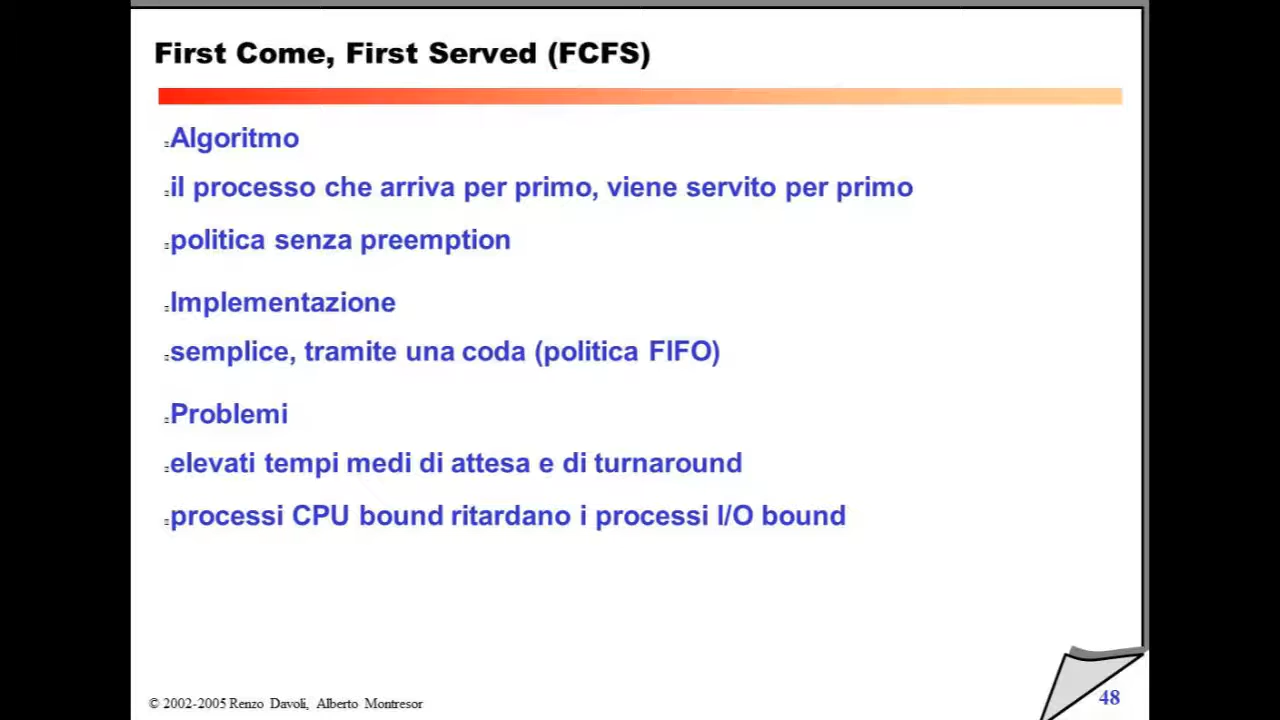 First Come, First Served (FCFS)
Algoritmo
il processo che arriva per primo, viene servito per primo
politica senza preemption
Implementazione
semplice, tramite una coda (politica FIFO)
Problemi
elevati tempi medi di attesa e di turnaround
processi CPU bound ritardano i processi I/O bound
© 2002-2005 Renzo Davoli, Alberto Montresor
48